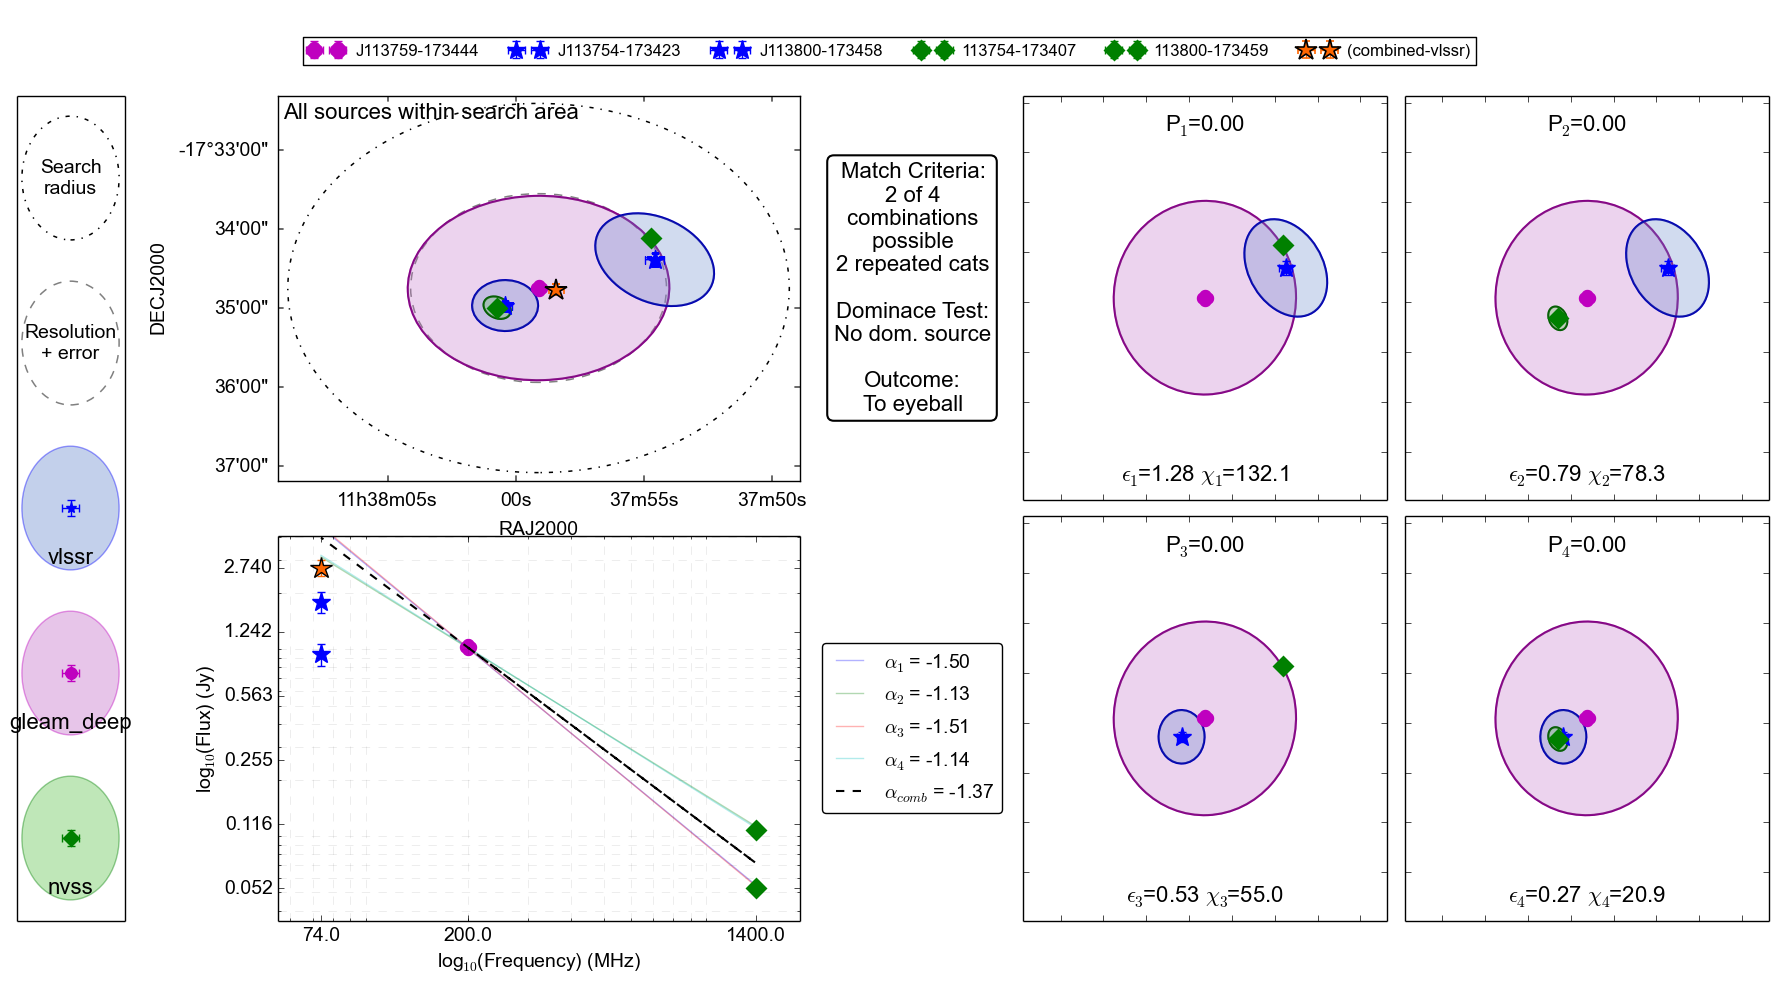 J113759-173444
J113754-173423
J113800-173458
113754-173407
113800-173459
(combined-vlssr)
Search
radius
Resolution
+ error
vlssr
gleam_deep
nvss
All sources within search area
DECJ2000
-17°33'00"
34'00"
35'00"
36'00"
37'00"
11h38m05s
00s
37m55s
37m50s
RAJ2000
Match Criteria:
2 of 4
combinations
possible
2 repeated cats
Dominace Test:
No dom. source
Outcome:
To eyeball
P1=0.00
ϵ1=1.28 χ1=132.1
P2=0.00
ϵ2=0.79 χ2=78.3
log10(Flux) (Jy)
2.740
1.242
0.563
0.255
0.116
0.052
74.0
200.0
1400.0
log10(Frequency) (MHz)
α1 = -1.50
α2 = -1.13
α3 = -1.51
α4 = -1.14
αcomb = -1.37
P3=0.00
ϵ3=0.53 χ3=55.0
P4=0.00
ϵ4=0.27 χ4=20.9